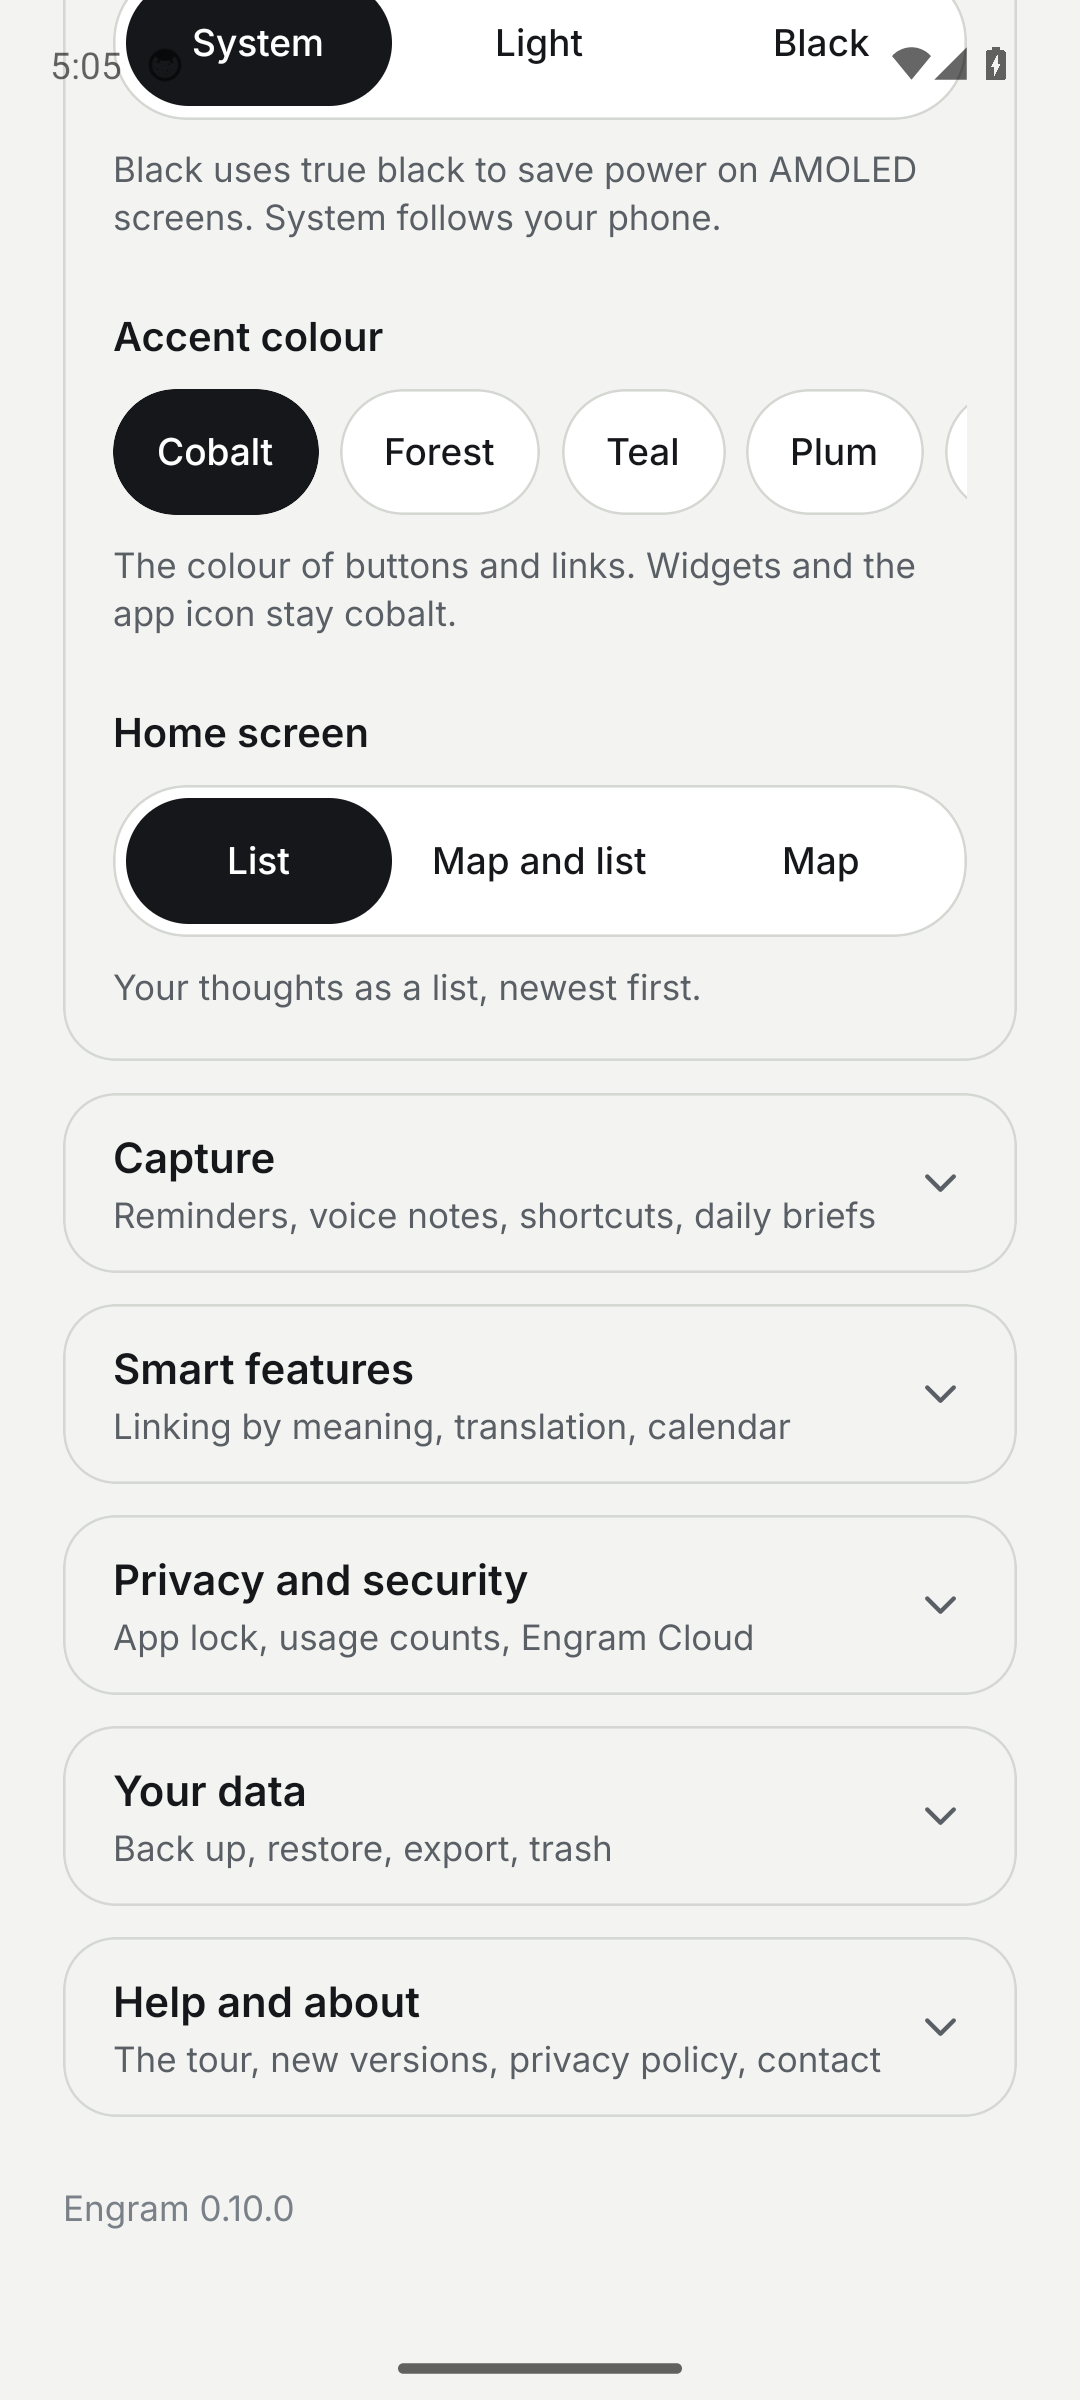 System Light Black
5:05
Black uses true black to save power on AMOLED
screens. System follows your phone.
Accent colour
Cobalt Forest Teal Plum
The colour of buttons and links. Widgets and the
app icon stay cobalt.
Home screen
List Map and list Map
Your thoughts as a list, newest first.
Capture
Reminders, voice notes, shortcuts, daily briefs
Smart features
Linking by meaning, translation, calendar
Privacy and security
App lock, usage counts, Engram Cloud
Your data
Back up, restore, export, trash
Help and about
The tour, new versions, privacy policy, contact
Engram 0.10.0